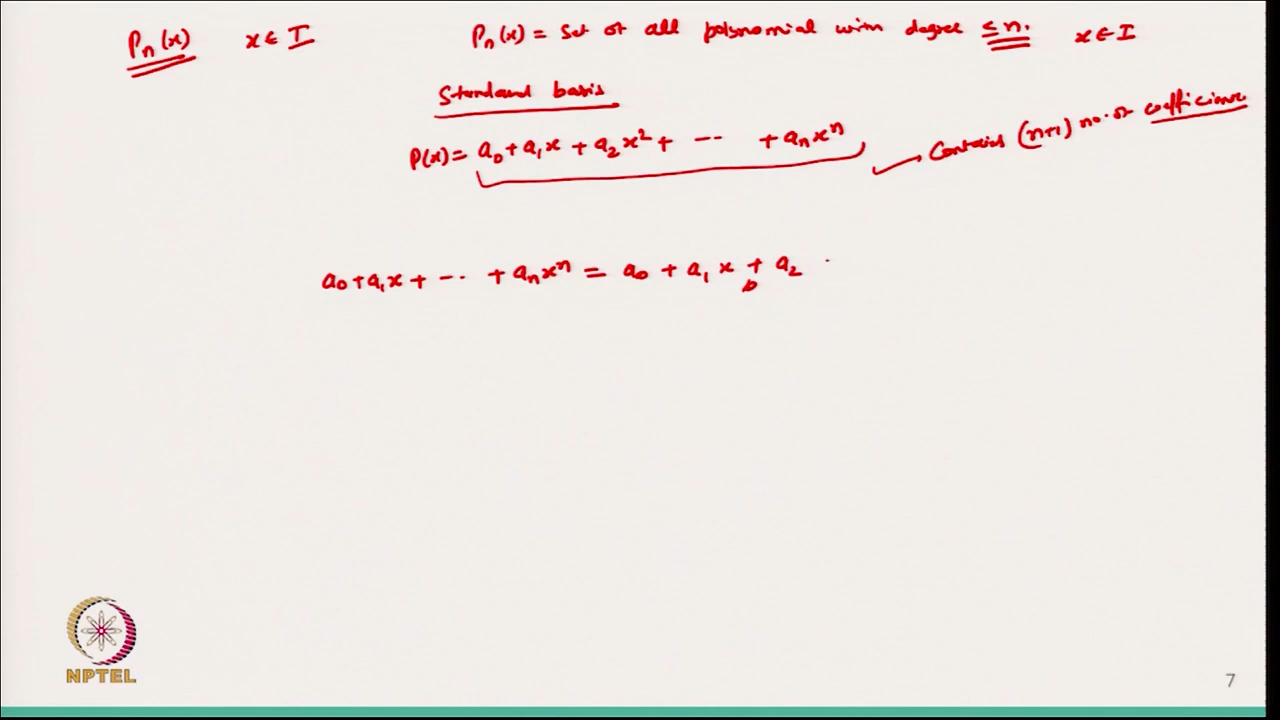 Pn(x) x ∈ I Pn(x) = Set of all polynomial with degree ≤ n. x ∈ I
Standard basis
P(x) = a₀ + a₁x + a₂x² + --- + aₙxⁿ Contains (n+1) no. of coefficients
a₀ + a₁x + --- + aₙxⁿ = a₀ + a₁ x + a₂ .
NPTEL
7